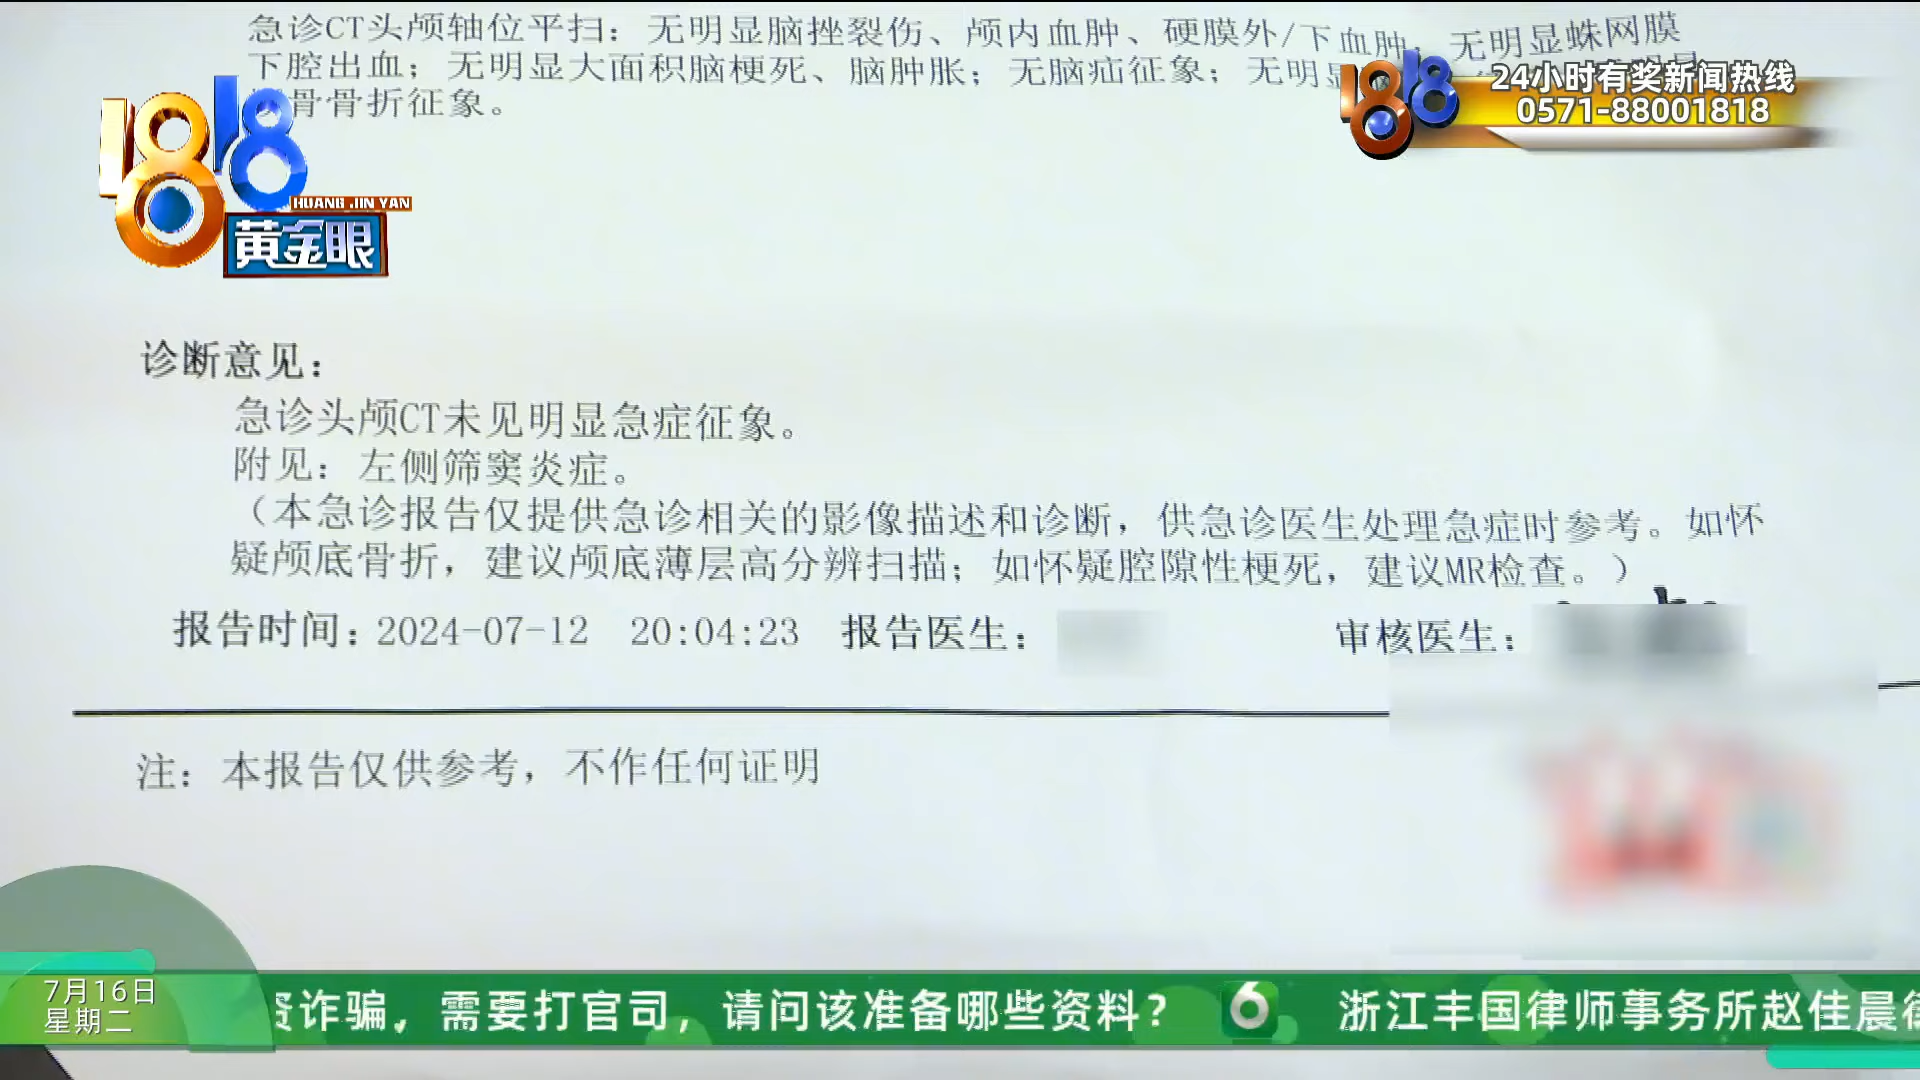 急诊CT头颅轴位平扫：无明显脑挫裂伤、颅内血肿、硬膜外/下血肿；无明显蛛网膜
下腔出血；无明显大面积脑梗死、脑肿胀；无脑疝征象；无明显
骨骨折征象。
1818
HUANG JIN YAN
黄金眼
1818
24小时有奖新闻热线
0571-88001818
诊断意见：
急诊头颅CT未见明显急症征象。
附见：左侧筛窦炎症。
（本急诊报告仅提供急诊相关的影像描述和诊断，供急诊医生处理急症时参考。如怀
疑颅底骨折，建议颅底薄层高分辨扫描；如怀疑腔隙性梗死，建议MR检查。）
报告时间：2024-07-12 20:04:23 报告医生： 审核医生：
注：本报告仅供参考，不作任何证明
7月16日
星期二
诈骗，需要打官司，请问该准备哪些资料？ 6 浙江丰国律师事务所赵佳晨